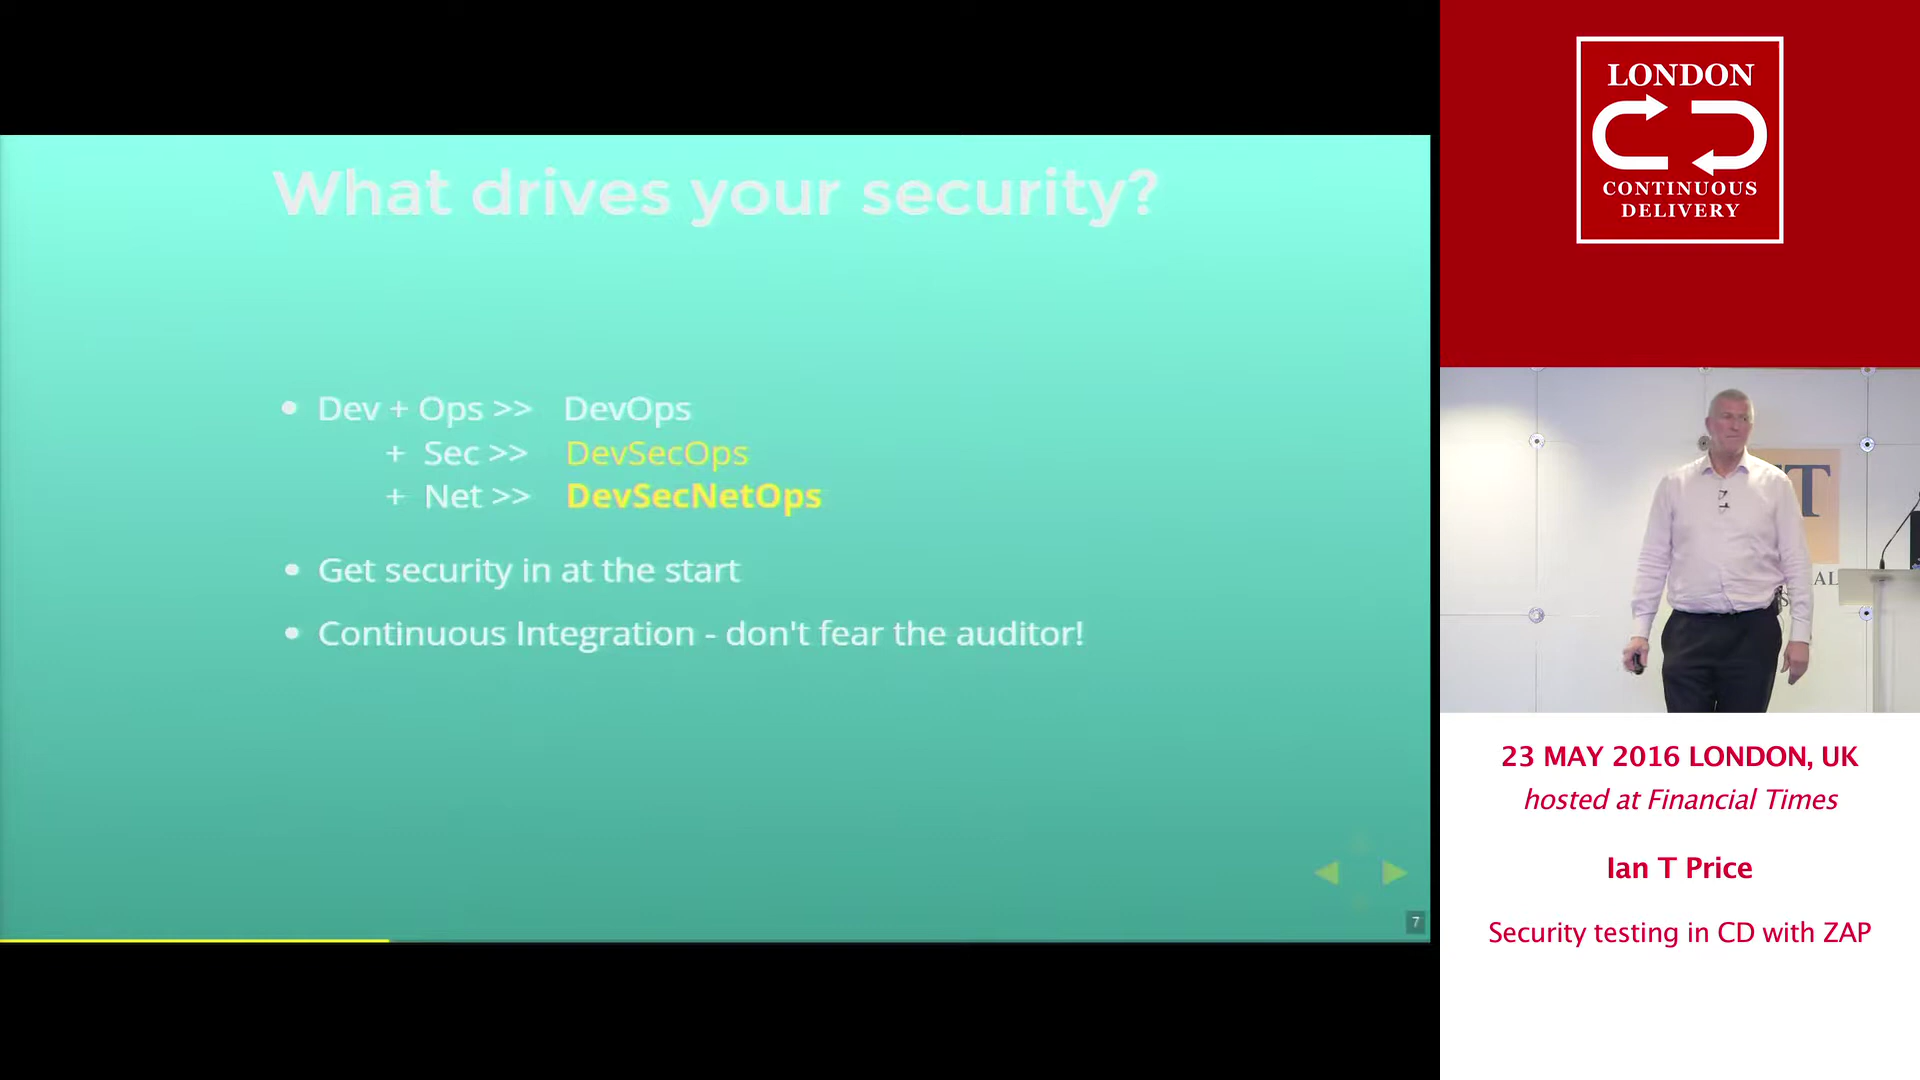 What drives your security?
• Dev + Ops >> DevOps
+ Sec >> DevSecOps
+ Net >> DevSecNetOps
• Get security in at the start
• Continuous Integration - don't fear the auditor!
7
LONDON
CONTINUOUS
DELIVERY
T
AL
S
23 MAY 2016 LONDON, UK
hosted at Financial Times
Ian T Price
Security testing in CD with ZAP